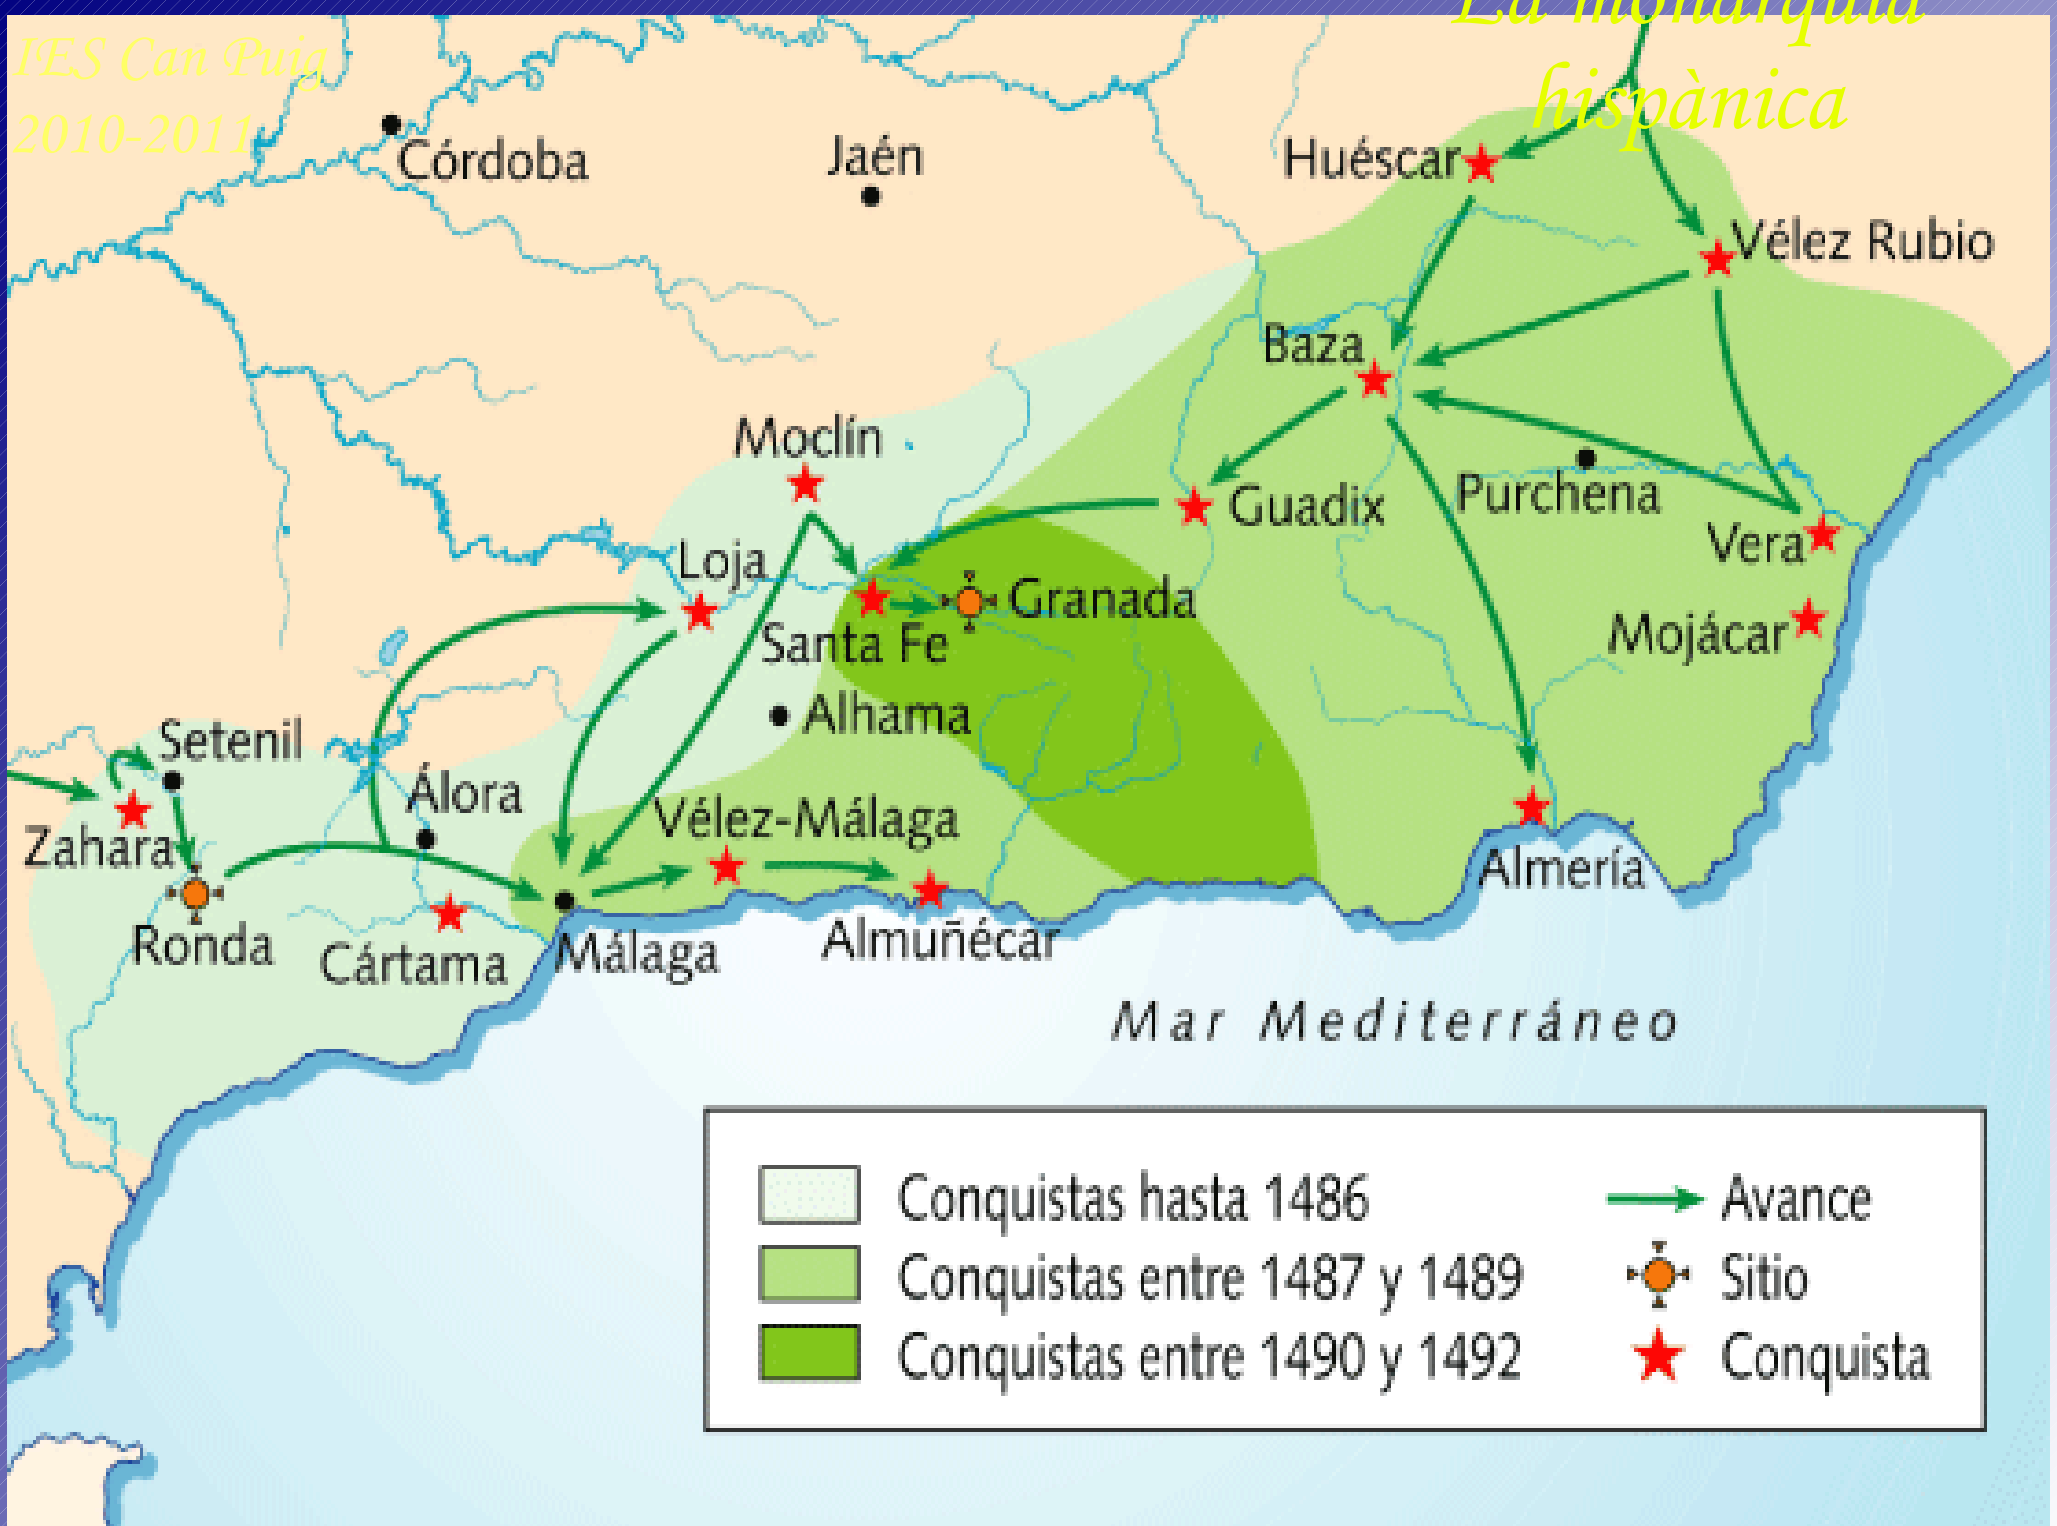 La monarquia
hispànica
IES Can Puig
2010-2011
Córdoba
Jaén
Huéscar
Vélez Rubio
Baza
Moclín
Guadix
Purchena
Vera
Loja
Granada
Santa Fe
Mojácar
Alhama
Setenil
Álora
Vélez-Málaga
Zahara
Almería
Ronda
Cártama
Málaga
Almuñécar
Mar Mediterráneo
Conquistas hasta 1486
Conquistas entre 1487 y 1489
Conquistas entre 1490 y 1492
Avance
Sitio
Conquista